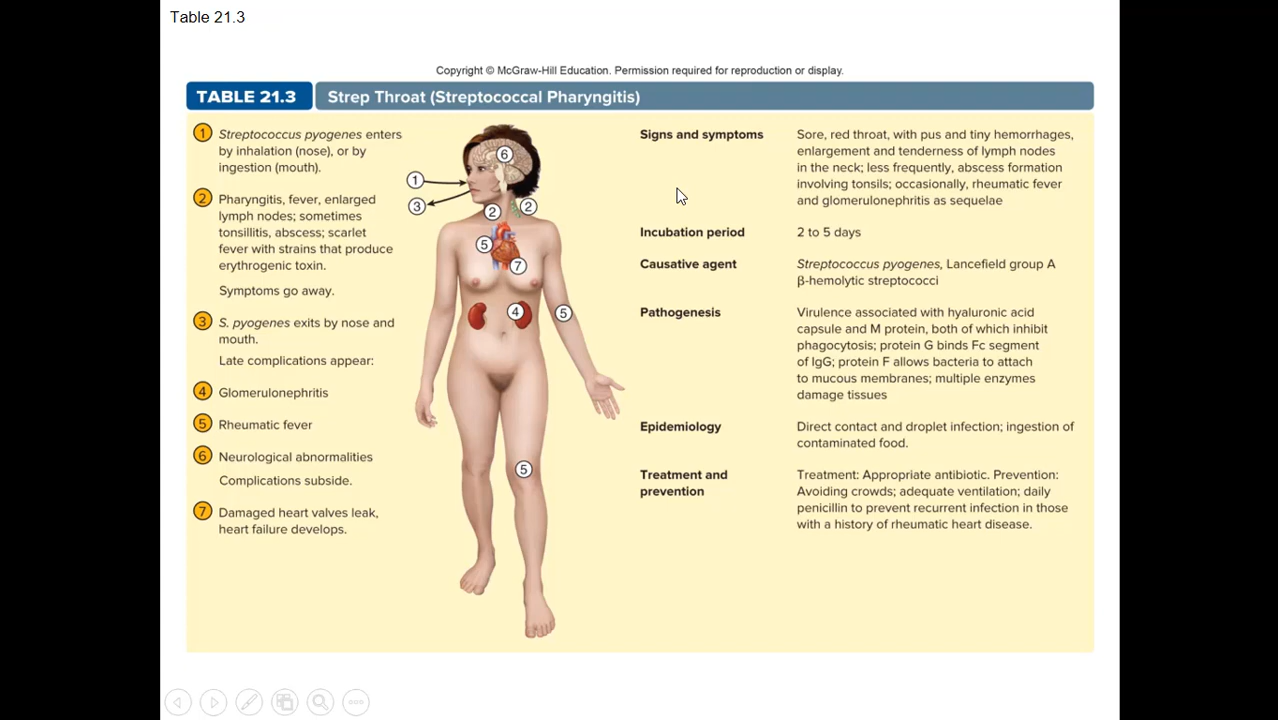 Table 21.3
Copyright © McGraw-Hill Education. Permission required for reproduction or display.
TABLE 21.3
Strep Throat (Streptococcal Pharyngitis)
1
Streptococcus pyogenes enters
by inhalation (nose), or by
ingestion (mouth).
2
Pharyngitis, fever, enlarged
lymph nodes; sometimes
tonsillitis, abscess; scarlet
fever with strains that produce
erythrogenic toxin.
Symptoms go away.
3
S. pyogenes exits by nose and
mouth.
Late complications appear:
4
Glomerulonephritis
5
Rheumatic fever
6
Neurological abnormalities
Complications subside.
7
Damaged heart valves leak,
heart failure develops.
6
1
3
2
2
5
7
4
5
5
Signs and symptoms
Sore, red throat, with pus and tiny hemorrhages,
enlargement and tenderness of lymph nodes
in the neck; less frequently, abscess formation
involving tonsils; occasionally, rheumatic fever
and glomerulonephritis as sequelae
Incubation period
2 to 5 days
Causative agent
Streptococcus pyogenes, Lancefield group A
β-hemolytic streptococci
Pathogenesis
Virulence associated with hyaluronic acid
capsule and M protein, both of which inhibit
phagocytosis; protein G binds Fc segment
of IgG; protein F allows bacteria to attach
to mucous membranes; multiple enzymes
damage tissues
Epidemiology
Direct contact and droplet infection; ingestion of
contaminated food.
Treatment and
prevention
Treatment: Appropriate antibiotic. Prevention:
Avoiding crowds; adequate ventilation; daily
penicillin to prevent recurrent infection in those
with a history of rheumatic heart disease.